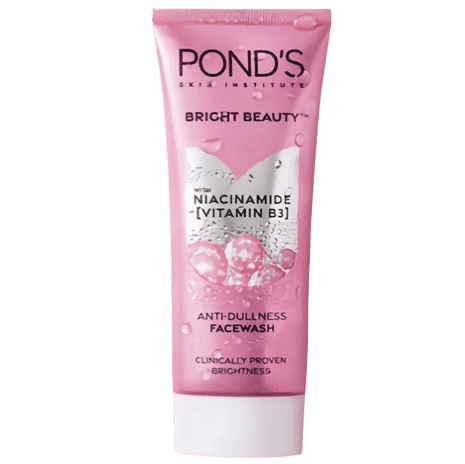 POND'S
SKIN INSTITUTE
BRIGHT BEAUTY™
WITH
NIACINAMIDE
[VITAMIN B3]
ANTI-DULLNESS
FACEWASH
CLINICALLY PROVEN
BRIGHTNESS